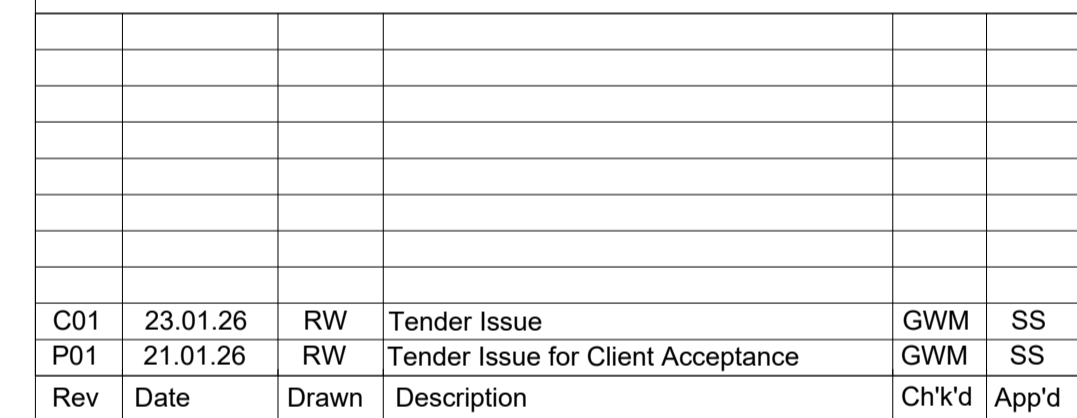 C01 23.01.26 RW Tender Issue GWM SS
P01 21.01.26 RW Tender Issue for Client Acceptance GWM SS
Rev Date Drawn Description Ch'k'd App'd